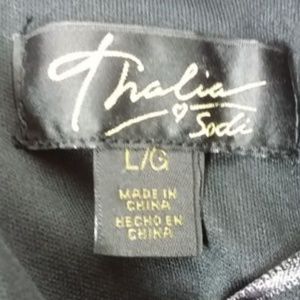 Thalia
Sodi
L/G
MADE IN
CHINA
HECHO EN
CHINA